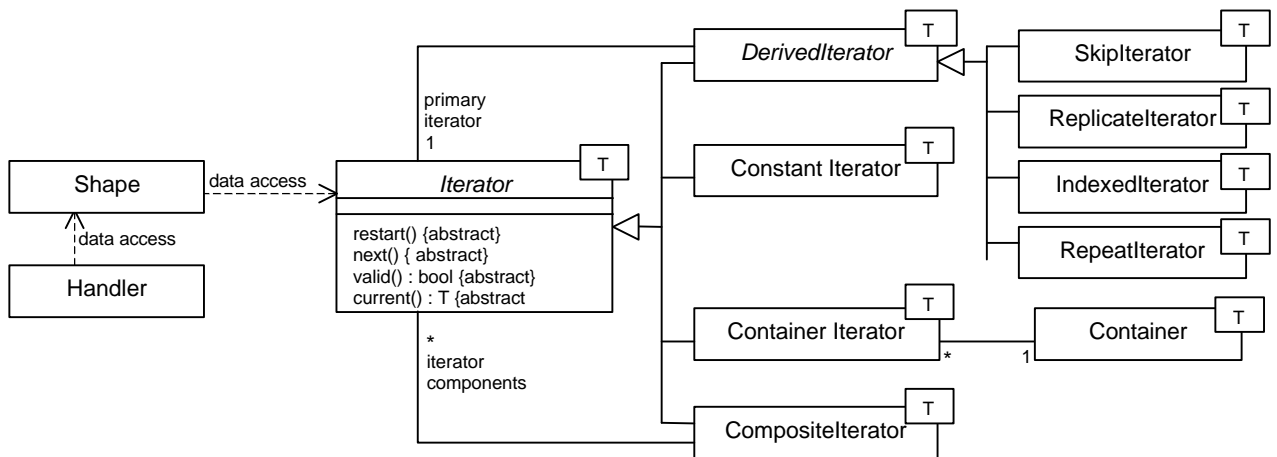 T
DerivedIterator
T
SkipIterator
primary
iterator
1
T
ReplicateIterator
T
Constant Iterator
T
Iterator
Shape
data access
T
IndexedIterator
restart() {abstract}
next() { abstract}
valid() : bool {abstract}
current() : T {abstract
data access
Handler
T
RepeatIterator
T
Container Iterator
*
1
T
Container
*
iterator
components
T
CompositeIterator